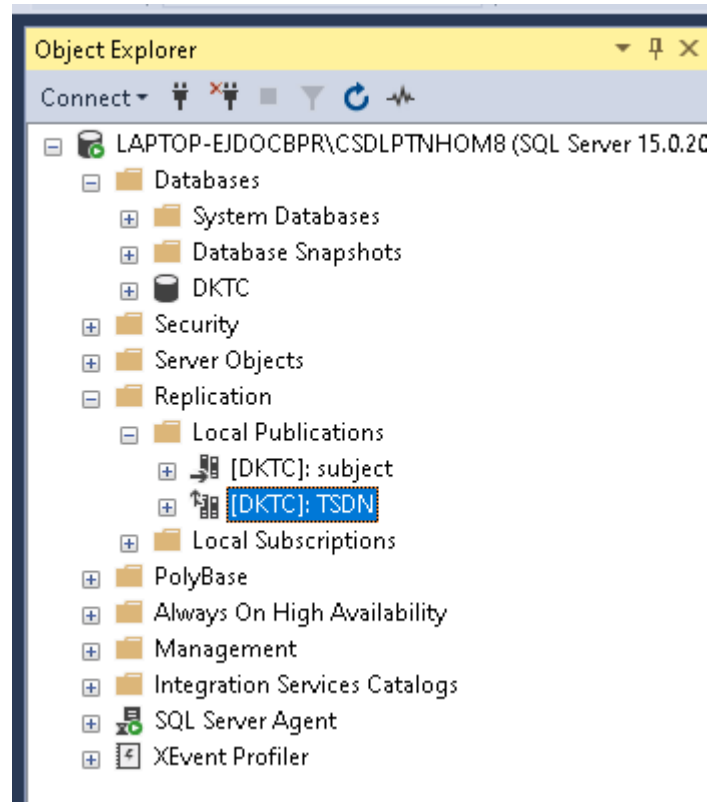 Object Explorer
Connect
LAPTOP-EJDOCBPR\CSDLPTNHOM8 (SQL Server 15.0.20
Databases
System Databases
Database Snapshots
DKTC
Security
Server Objects
Replication
Local Publications
[DKTC]: subject
[DKTC]: TSDN
Local Subscriptions
PolyBase
Always On High Availability
Management
Integration Services Catalogs
SQL Server Agent
XEvent Profiler